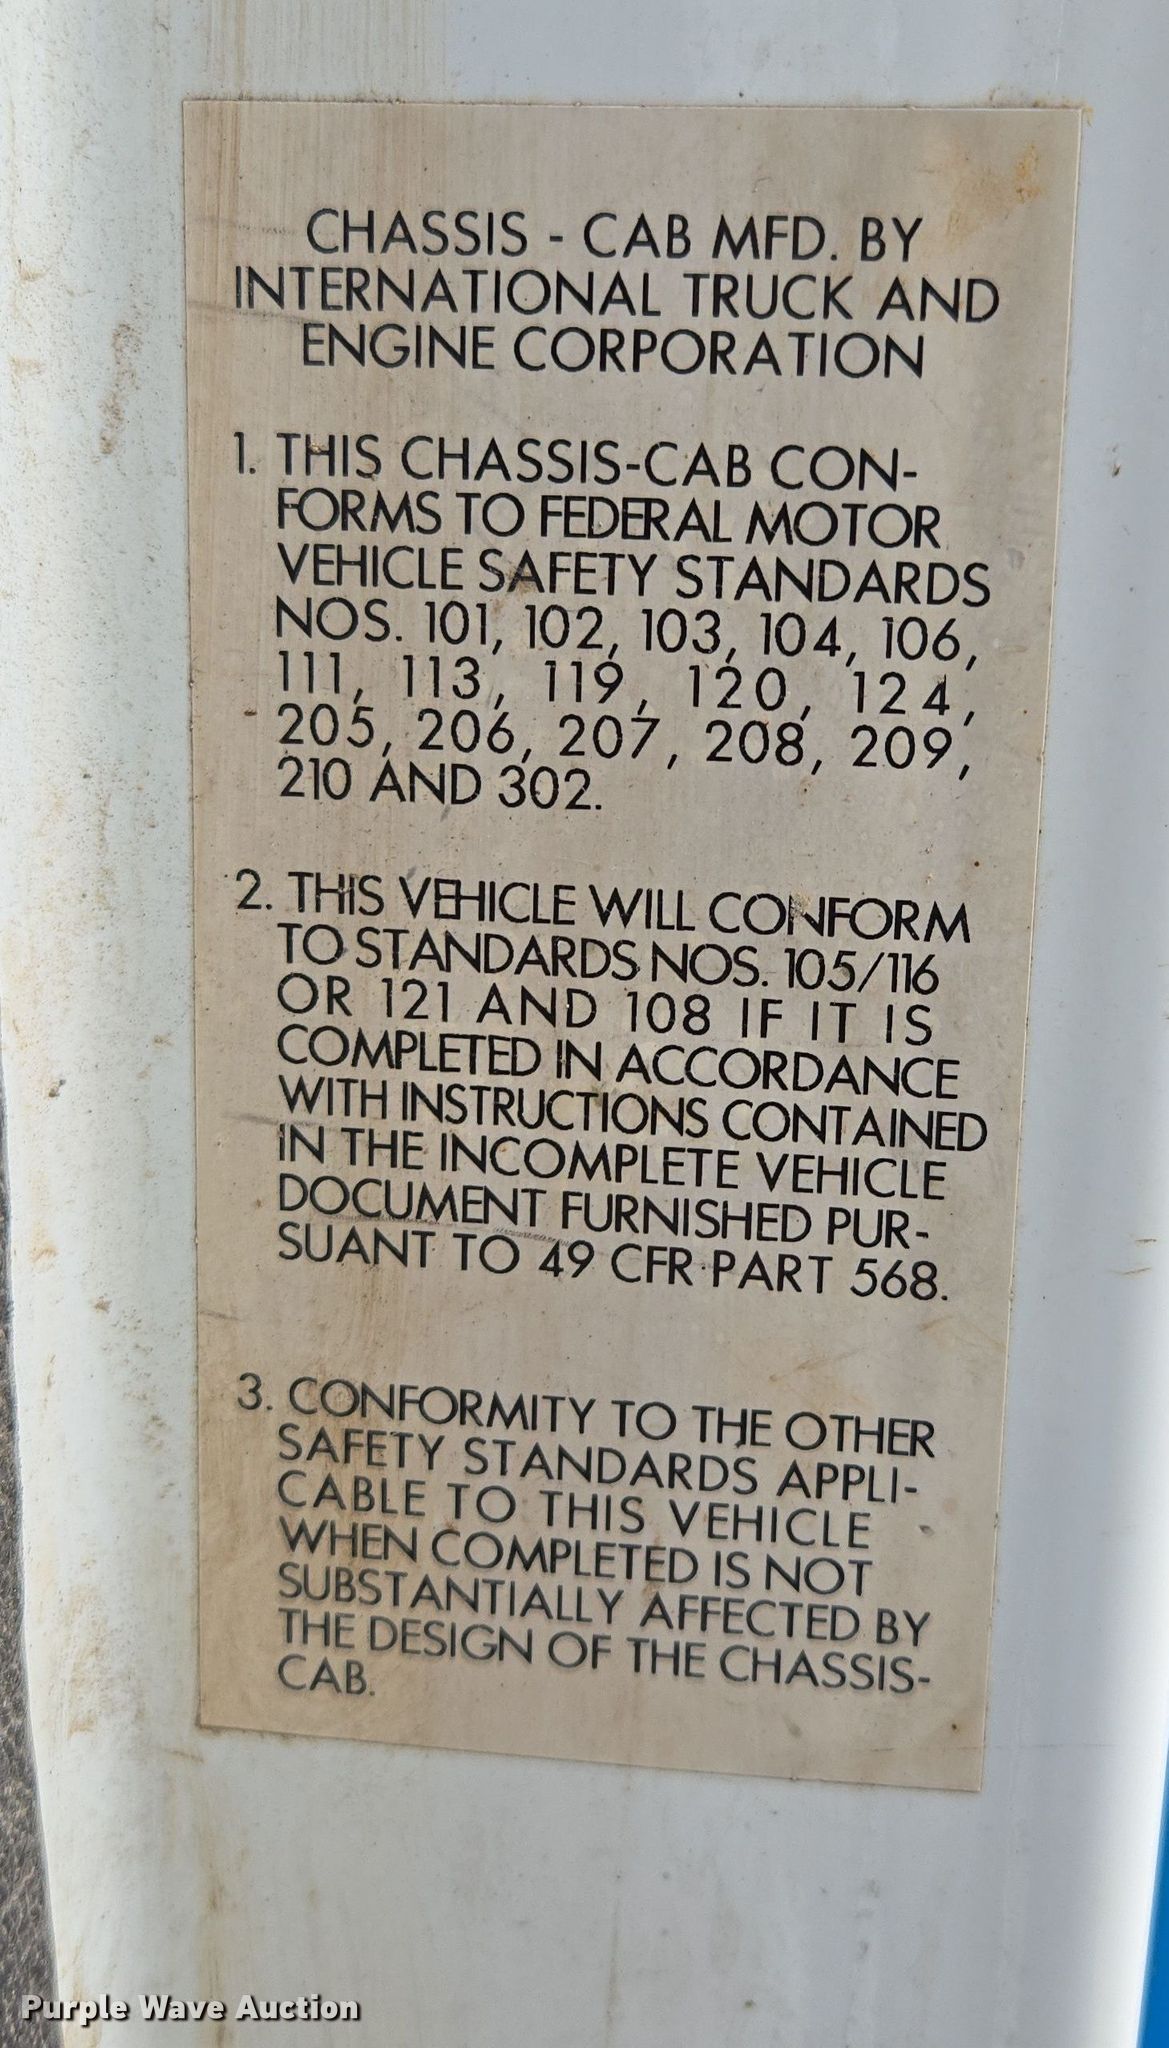 CHASSIS - CAB MFD. BY
INTERNATIONAL TRUCK AND
ENGINE CORPORATION
1. THIS CHASSIS-CAB CON-
FORMS TO FEDERAL MOTOR
VEHICLE SAFETY STANDARDS
NOS. 101, 102, 103, 104, 106,
111, 113, 119, 120, 124,
205, 206, 207, 208, 209,
210 AND 302.
2. THIS VEHICLE WILL CONFORM
TO STANDARDS NOS. 105/116
OR 121 AND 108 IF IT IS
COMPLETED IN ACCORDANCE
WITH INSTRUCTIONS CONTAINED
IN THE INCOMPLETE VEHICLE
DOCUMENT FURNISHED PUR-
SUANT TO 49 CFR PART 568.
3. CONFORMITY TO THE OTHER
SAFETY STANDARDS APPLI-
CABLE TO THIS VEHICLE
WHEN COMPLETED IS NOT
SUBSTANTIALLY AFFECTED BY
THE DESIGN OF THE CHASSIS-
CAB.
Purple Wave Auction